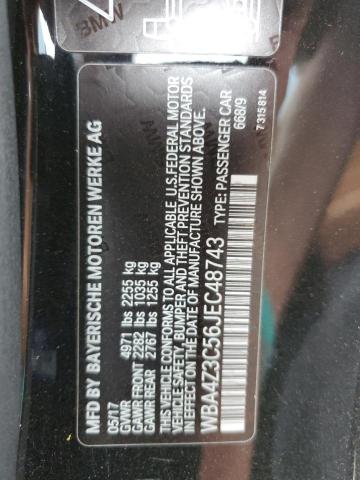 BMW
MFD BY BAYERISCHE MOTOREN WERKE AG
05/17
GVWR 4971 lbs 2255 kg
GAWR FRONT 2282 lbs 1035 kg
GAWR REAR 2767 lbs 1255 kg
THIS VEHICLE CONFORMS TO ALL APPLICABLE U.S. FEDERAL MOTOR
VEHICLE SAFETY, BUMPER AND THEFT PREVENTION STANDARDS IN
EFFECT ON THE DATE OF MANUFACTURE SHOWN ABOVE.
WBA4Z3C56JEC48743 TYPE: PASSENGER CAR
668/9
7 315 814